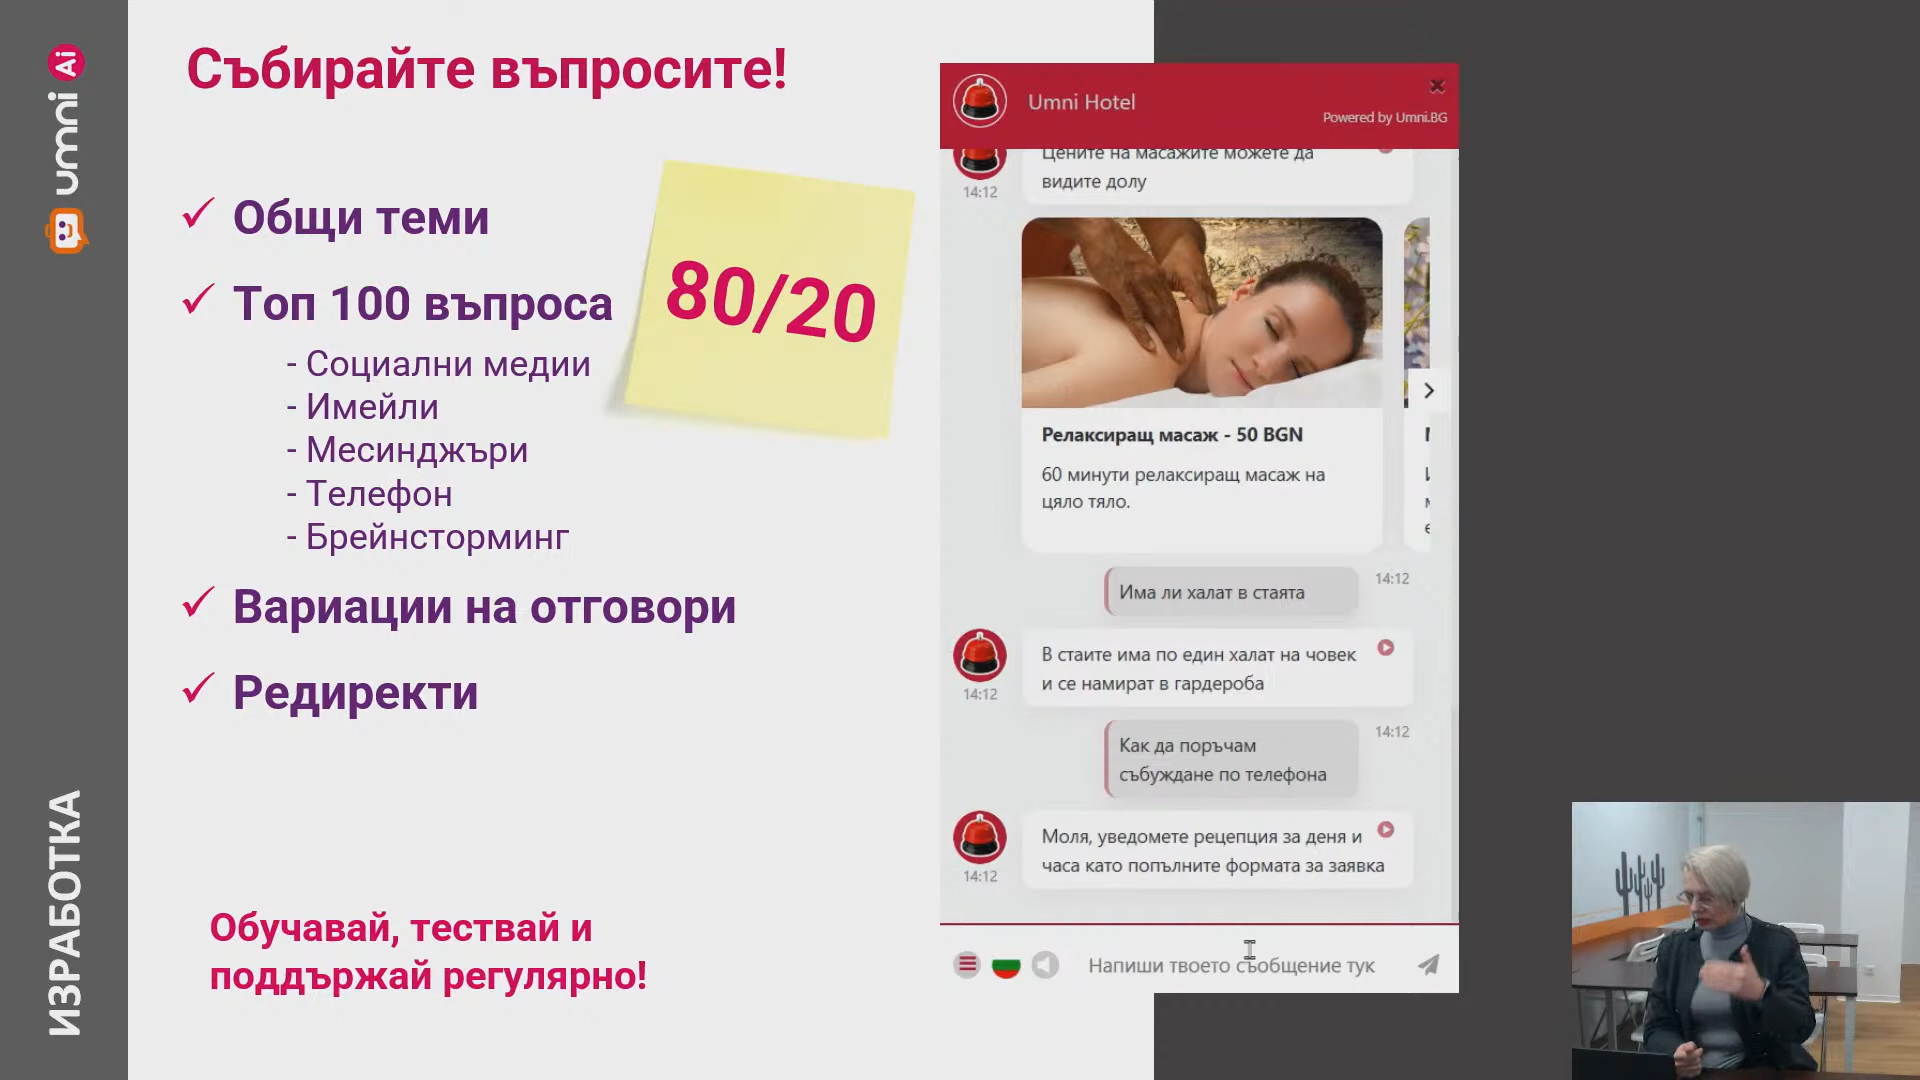 umni Ai
ИЗРАБОТКА
Събирайте въпросите!
✓ Общи теми
✓ Топ 100 въпроса
- Социални медии
- Имейли
- Месинджъри
- Телефон
- Брейнсторминг
✓ Вариации на отговори
✓ Редиректи
80/20
Обучавай, тествай и
поддържай регулярно!
Umni Hotel
Powered by Umni.BG
Цените на масажите можете да
видите долу
14:12
Релаксиращ масаж - 50 BGN
60 минути релаксиращ масаж на
цяло тяло.
14:12
Има ли халат в стаята
В стаите има по един халат на човек
и се намират в гардероба
14:12
14:12
Как да поръчам
събуждане по телефона
Моля, уведомете рецепция за деня и
часа като попълните формата за заявка
14:12
Напиши твоето съобщение тук